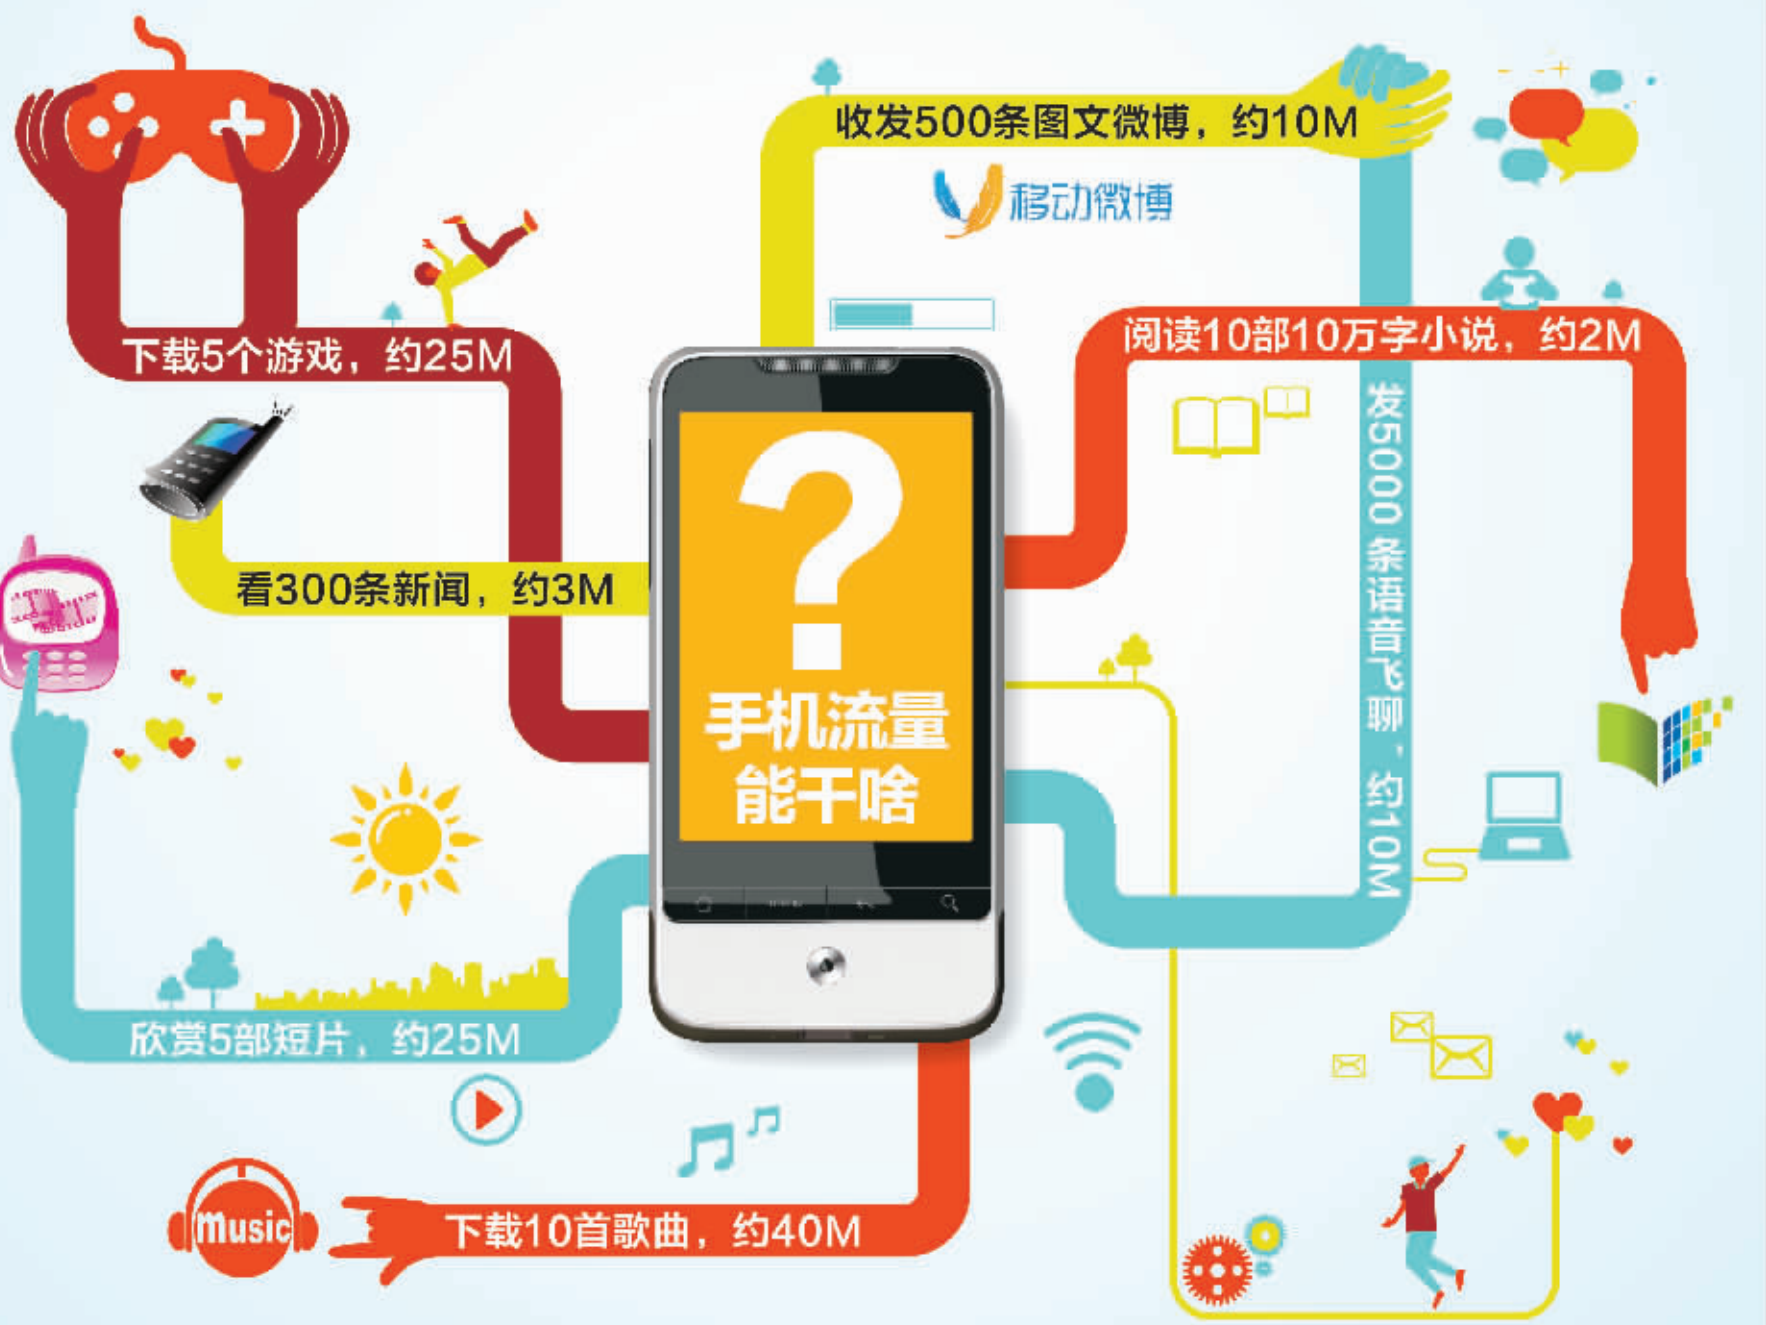 收发500条图文微博，约10M
移动微博
下载5个游戏，约25M
阅读10部10万字小说，约2M
发5000条语音飞聊，约10M
看300条新闻，约3M
?
手机流量
能干啥
欣赏5部短片，约25M
music
下载10首歌曲，约40M